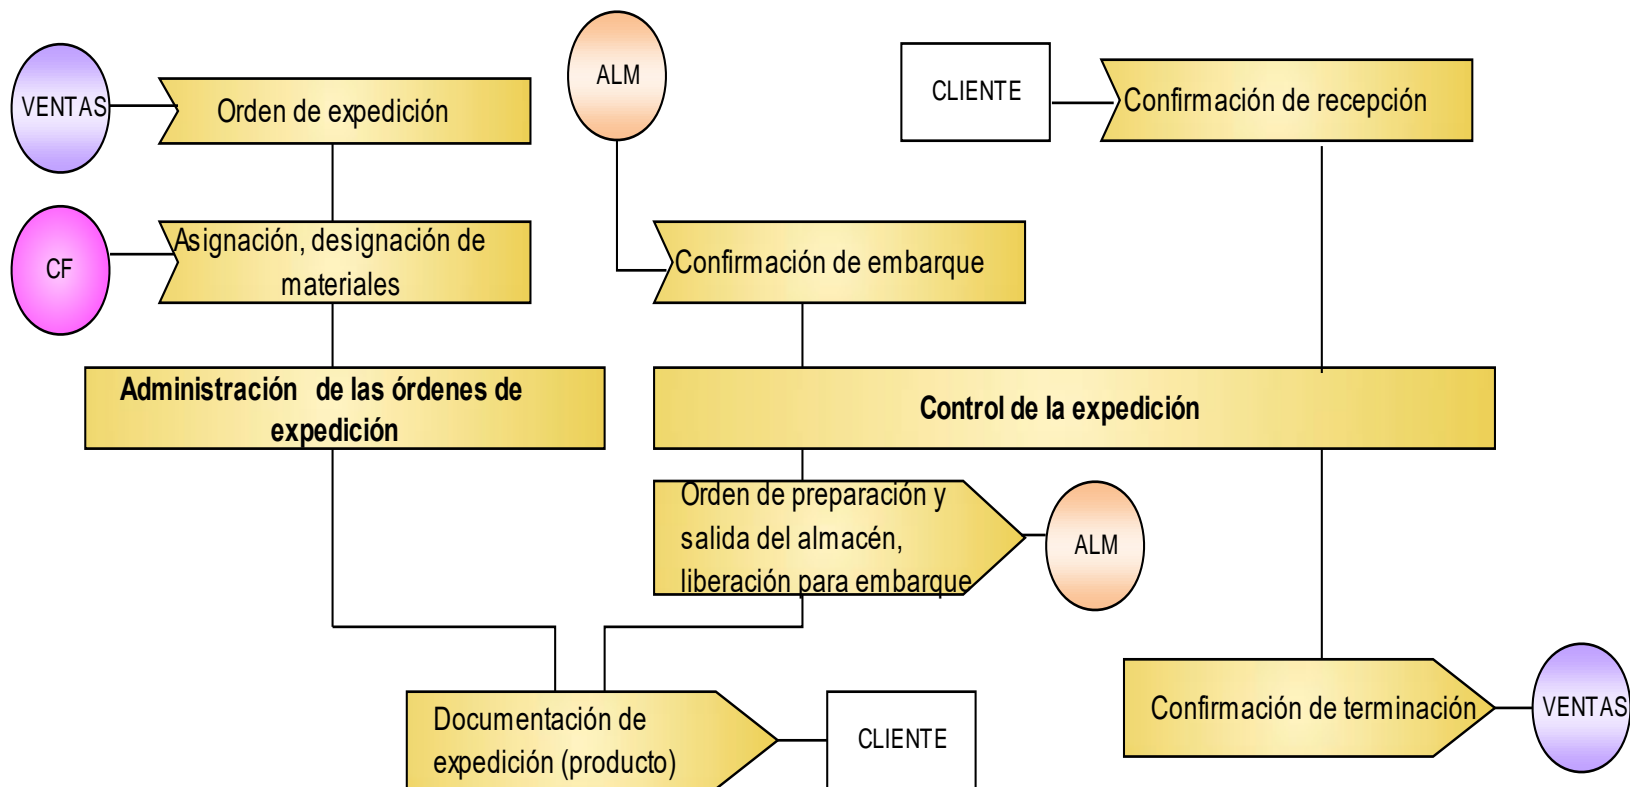 VENTAS
Orden de expedición
ALM
CLIENTE
Confirmación de recepción
CF
Asignación, designación de
materiales
Confirmación de embarque
Administración de las órdenes de
expedición
Control de la expedición
Orden de preparación y
salida del almacén,
liberación para embarque
ALM
Documentación de
expedición (producto)
CLIENTE
Confirmación de terminación
VENTAS